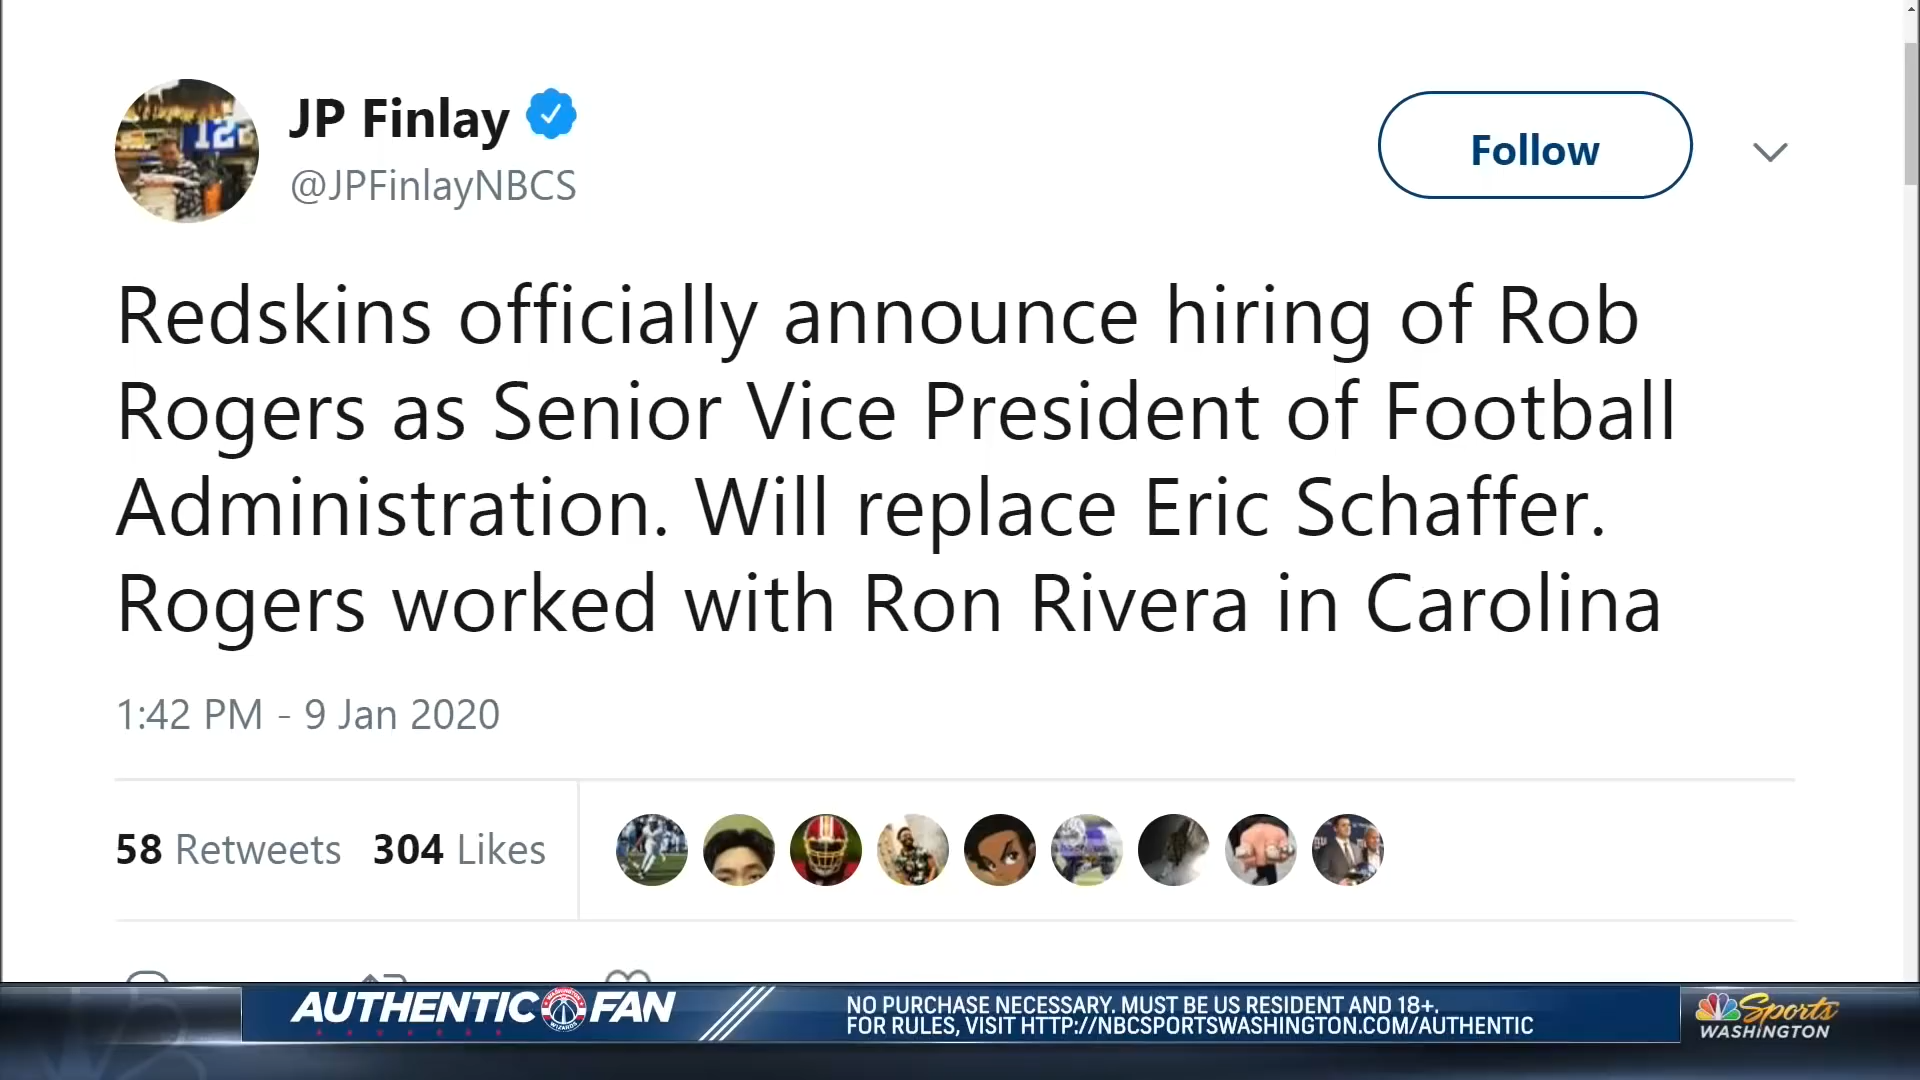 JP Finlay
@JPFinlayNBCS
Follow
Redskins officially announce hiring of Rob
Rogers as Senior Vice President of Football
Administration. Will replace Eric Schaffer.
Rogers worked with Ron Rivera in Carolina
1:42 PM - 9 Jan 2020
58 Retweets 304 Likes
AUTHENTIC FAN
NO PURCHASE NECESSARY. MUST BE US RESIDENT AND 18+.
FOR RULES, VISIT HTTP://NBCSPORTSWASHINGTON.COM/AUTHENTIC
Sports
WASHINGTON